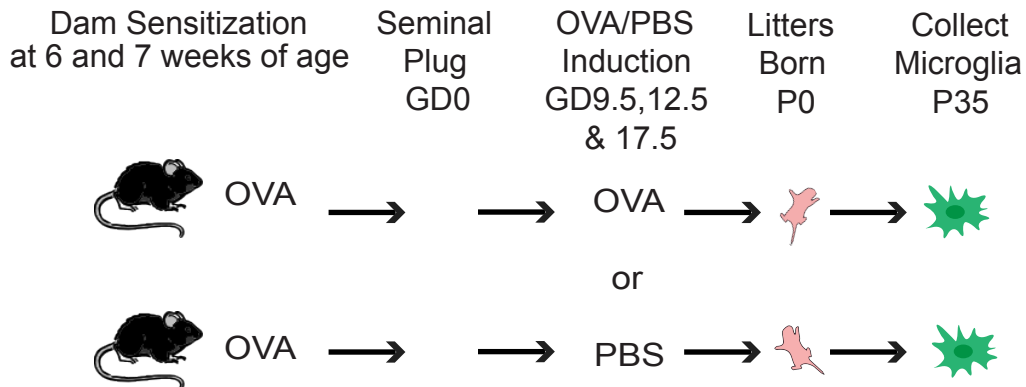 Dam Sensitization
at 6 and 7 weeks of age
Seminal
Plug
GD0
OVA/PBS
Induction
GD9.5,12.5
& 17.5
Litters
Born
P0
Collect
Microglia
P35
OVA
OVA
or
OVA
PBS